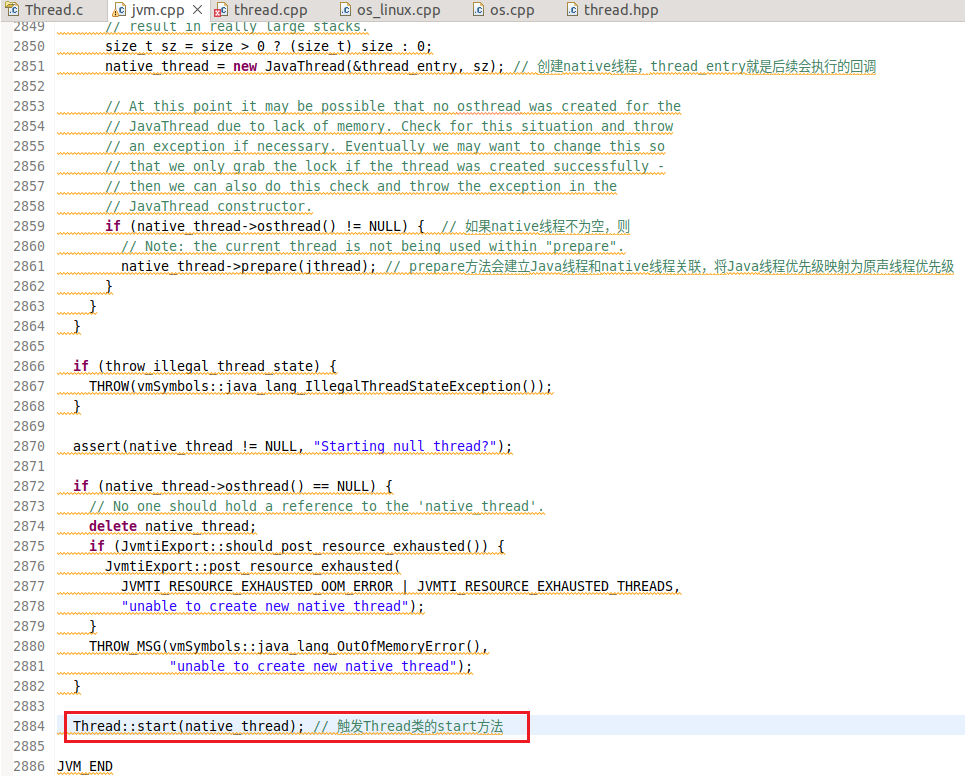 Thread.c jvm.cpp thread.cpp os_linux.cpp os.cpp thread.hpp
2849 // result in really large stacks.
2850 size_t sz = size > 0 ? (size_t) size : 0;
2851 native_thread = new JavaThread(&thread_entry, sz); // 创建native线程，thread_entry就是后续会执行的回调
2852
2853 // At this point it may be possible that no osthread was created for the
2854 // JavaThread due to lack of memory. Check for this situation and throw
2855 // an exception if necessary. Eventually we may want to change this so
2856 // that we only grab the lock if the thread was created successfully -
2857 // then we can also do this check and throw the exception in the
2858 // JavaThread constructor.
2859 if (native_thread->osthread() != NULL) { // 如果native线程不为空，则
2860 // Note: the current thread is not being used within "prepare".
2861 native_thread->prepare(jthread); // prepare方法会建立Java线程和native线程关联，将Java线程优先级映射为原声线程优先级
2862 }
2863 }
2864 }
2865
2866 if (throw_illegal_thread_state) {
2867 THROW(vmSymbols::java_lang_IllegalThreadStateException());
2868 }
2869
2870 assert(native_thread != NULL, "Starting null thread?");
2871
2872 if (native_thread->osthread() == NULL) {
2873 // No one should hold a reference to the 'native_thread'.
2874 delete native_thread;
2875 if (JvmtiExport::should_post_resource_exhausted()) {
2876 JvmtiExport::post_resource_exhausted(
2877 JVMTI_RESOURCE_EXHAUSTED_OOM_ERROR | JVMTI_RESOURCE_EXHAUSTED_THREADS,
2878 "unable to create new native thread");
2879 }
2880 THROW_MSG(vmSymbols::java_lang_OutOfMemoryError(),
2881 "unable to create new native thread");
2882 }
2883
2884 Thread::start(native_thread); // 触发Thread类的start方法
2885
2886 JVM_END